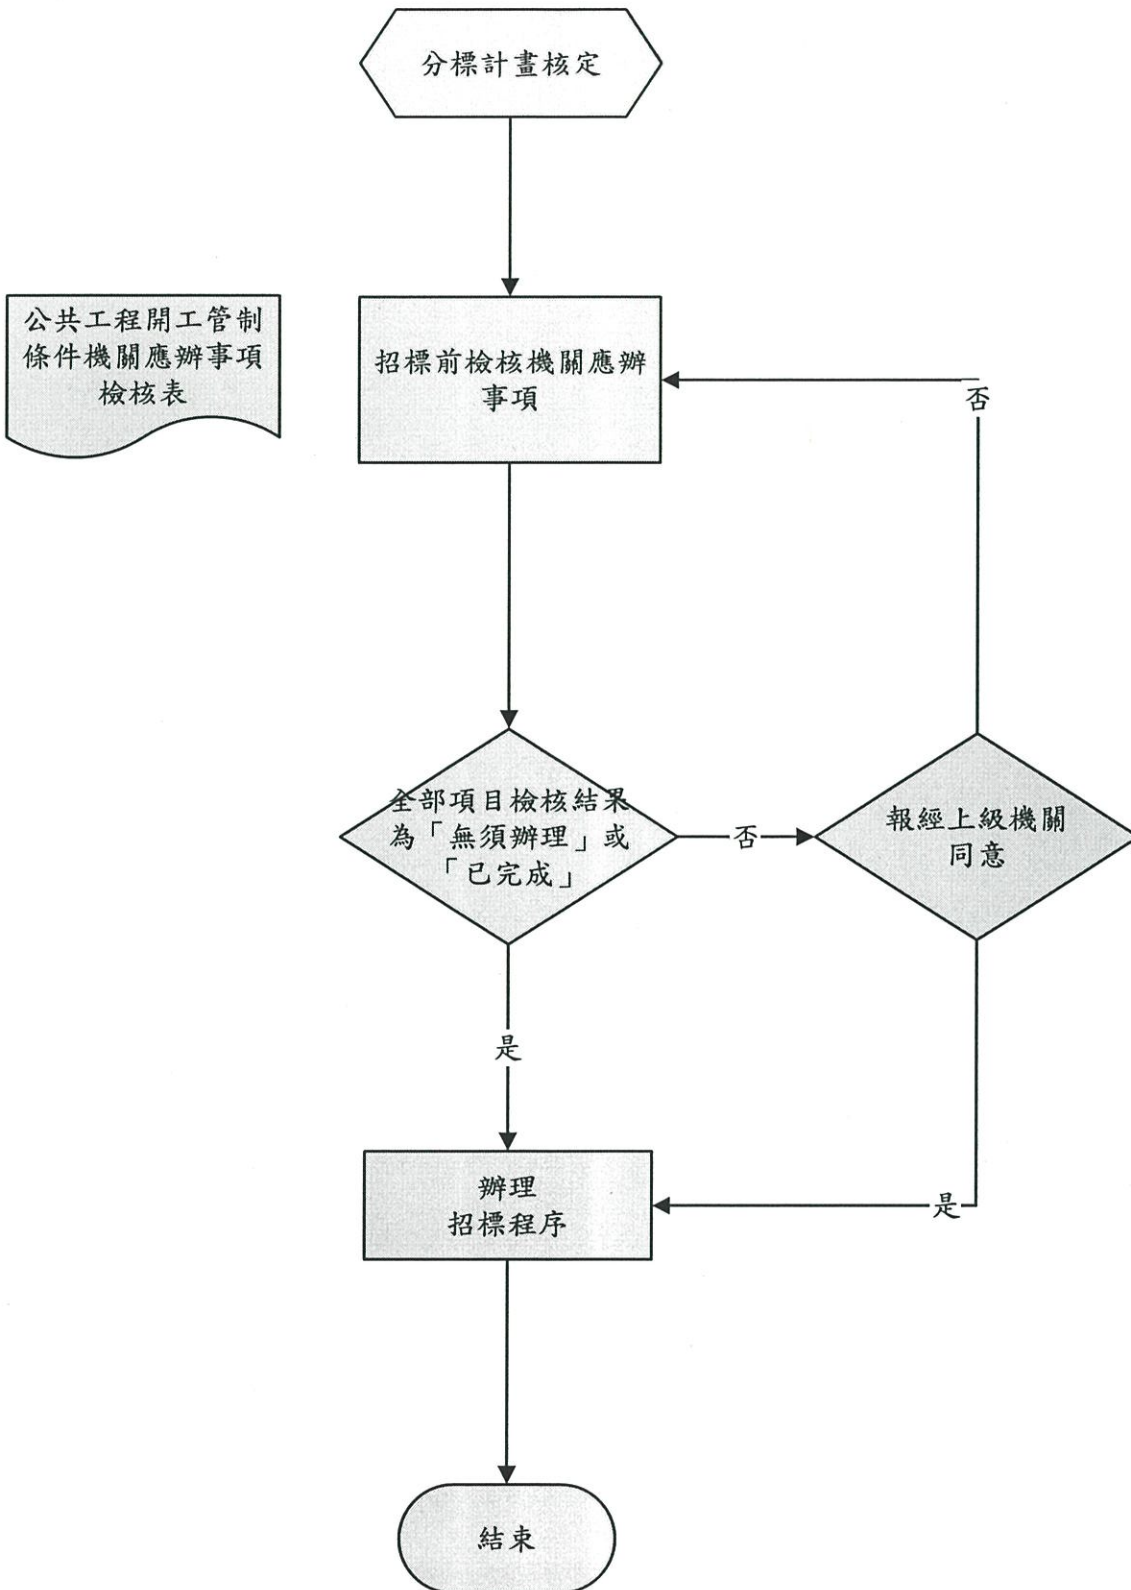 分標計畫核定
公共工程開工管制
條件機關應辦事項
檢核表
招標前檢核機關應辦
事項
否
全部項目檢核結果
為「無須辦理」或
「已完成」
否
報經上級機關
同意
是
辦理
招標程序
是
結束